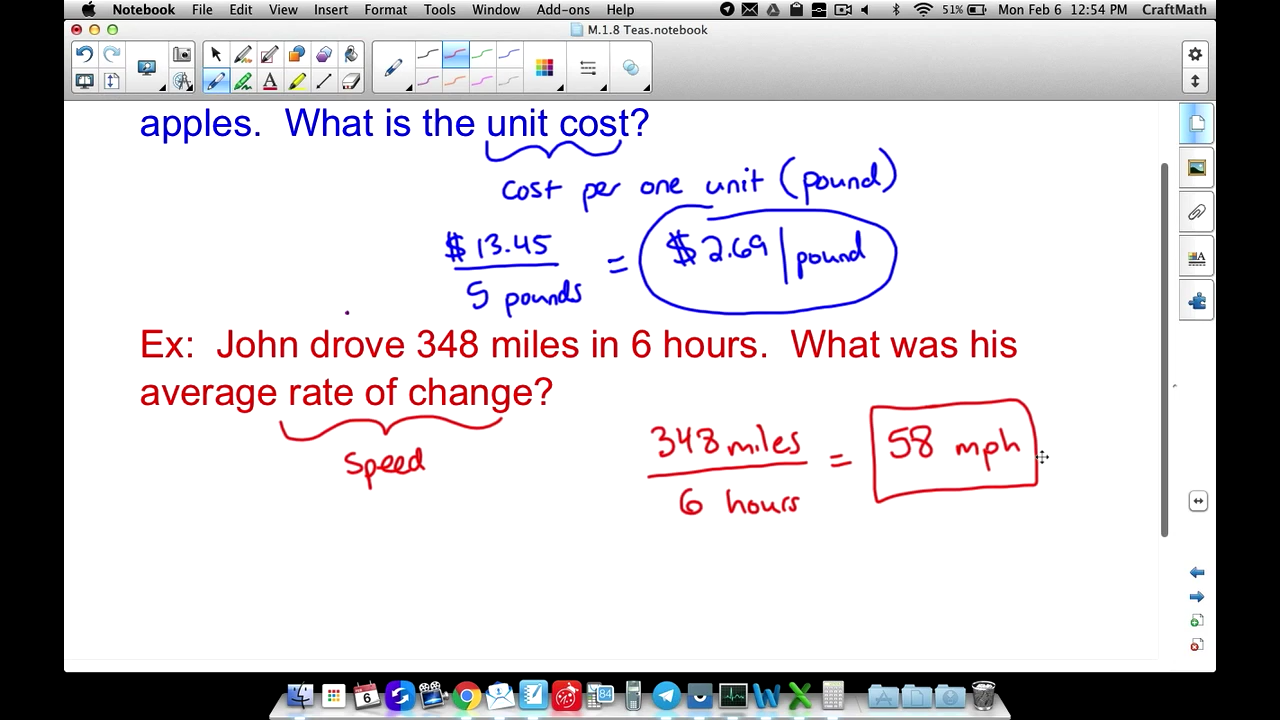 Notebook File Edit View Insert Format Tools Window Add-ons Help 51% Mon Feb 6 12:54 PM CraftMath
M.1.8 Teas.notebook
apples. What is the unit cost?
cost per one unit (pound)
$13.45 / 5 pounds = $2.69 / pound
Ex: John drove 348 miles in 6 hours. What was his
average rate of change?
Speed
348 miles / 6 hours = 58 mph